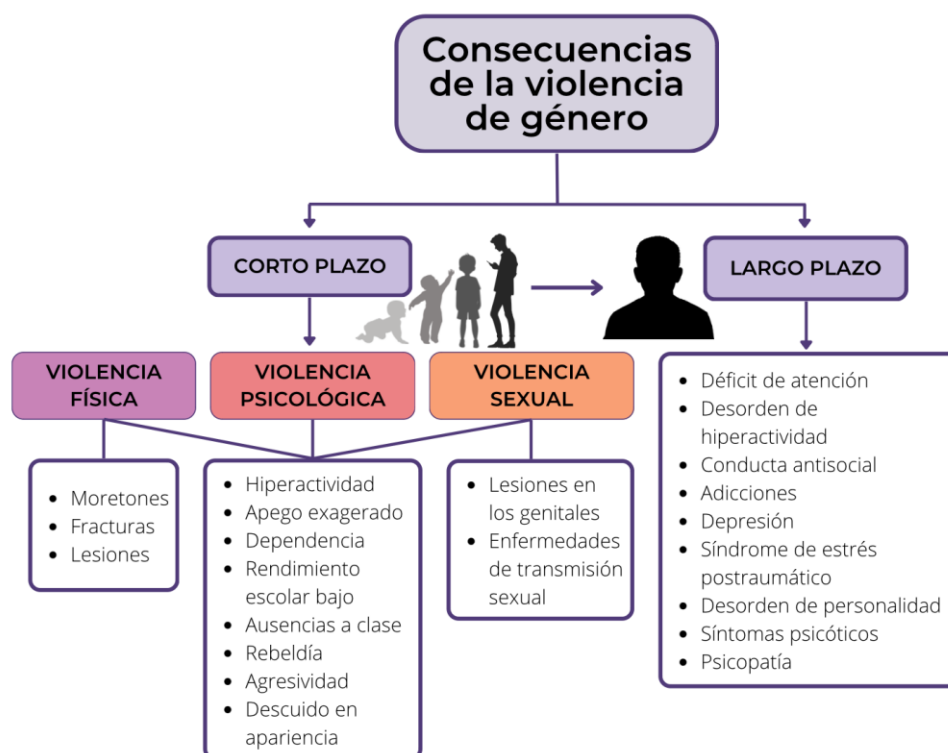 Consecuencias
de la violencia
de género
CORTO PLAZO
LARGO PLAZO
VIOLENCIA
FÍSICA
VIOLENCIA
PSICOLÓGICA
VIOLENCIA
SEXUAL
• Moretones
• Fracturas
• Lesiones
• Hiperactividad
• Apego exagerado
• Dependencia
• Rendimiento
escolar bajo
• Ausencias a clase
• Rebeldía
• Agresividad
• Descuido en
apariencia
• Lesiones en
los genitales
• Enfermedades
de transmisión
sexual
• Déficit de atención
• Desorden de
hiperactividad
• Conducta antisocial
• Adicciones
• Depresión
• Síndrome de estrés
postraumático
• Desorden de personalidad
• Síntomas psicóticos
• Psicopatía